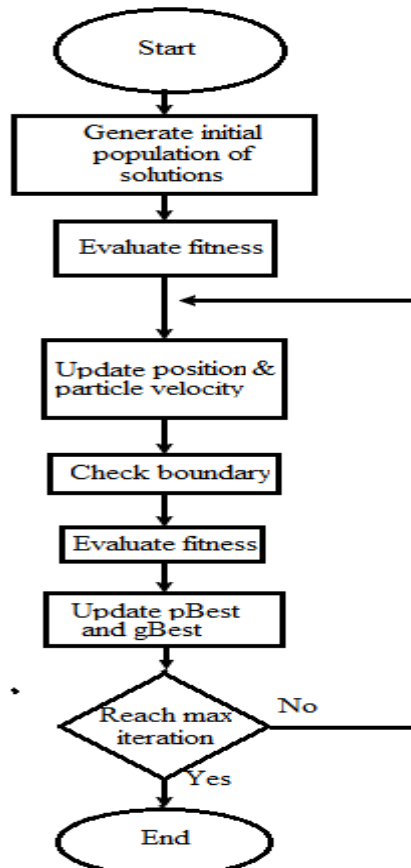 Start
Generate initial
population of
solutions
Evaluate fitness
Update position &
particle velocity
Check boundary
Evaluate fitness
Update pBest
and gBest
Reach max
iteration
No
Yes
End